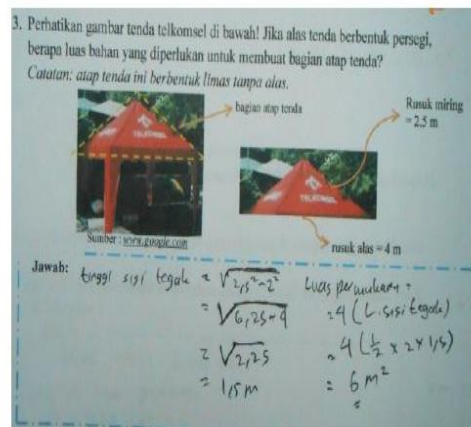 3. Perhatikan gambar tenda telkomsel di bawah! Jika alas tenda berbentuk persegi,
berapa luas bahan yang diperlukan untuk membuat bagian atap tenda?
Catatan: atap tenda ini berbentuk limas tanpa alas.
bagian atap tenda
Rusuk miring
= 2,5 m
TELKOMSEL
TELKOMSEL
Sumber : www.google.com
rusuk alas = 4 m
Jawab: tinggi sisi tegak = √2,5²-2²
= √6,25-4
= √2,25
= 1,5 m
Luas permukaan =
= 4 (L. sisi tegak)
= 4 (1/2 x 2 x 1,5)
= 6 m²